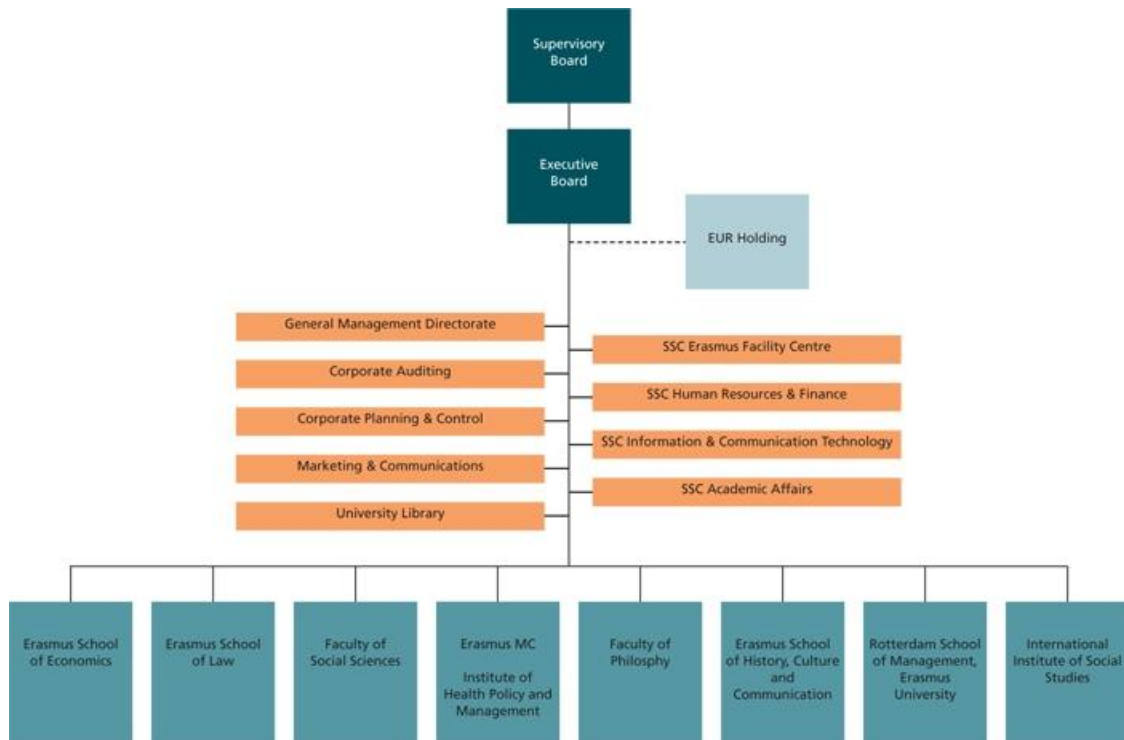 Supervisory
Board
Executive
Board
EUR Holding
General Management Directorate
SSC Erasmus Facility Centre
Corporate Auditing
SSC Human Resources & Finance
Corporate Planning & Control
SSC Information & Communication Technology
Marketing & Communications
SSC Academic Affairs
University Library
Erasmus School
of Economics
Erasmus School
of Law
Faculty of
Social Sciences
Erasmus MC
Institute of
Health Policy and
Management
Faculty of
Philosphy
Erasmus School
of History, Culture
and
Communication
Rotterdam School
of Management,
Erasmus
University
International
Institute of Social
Studies